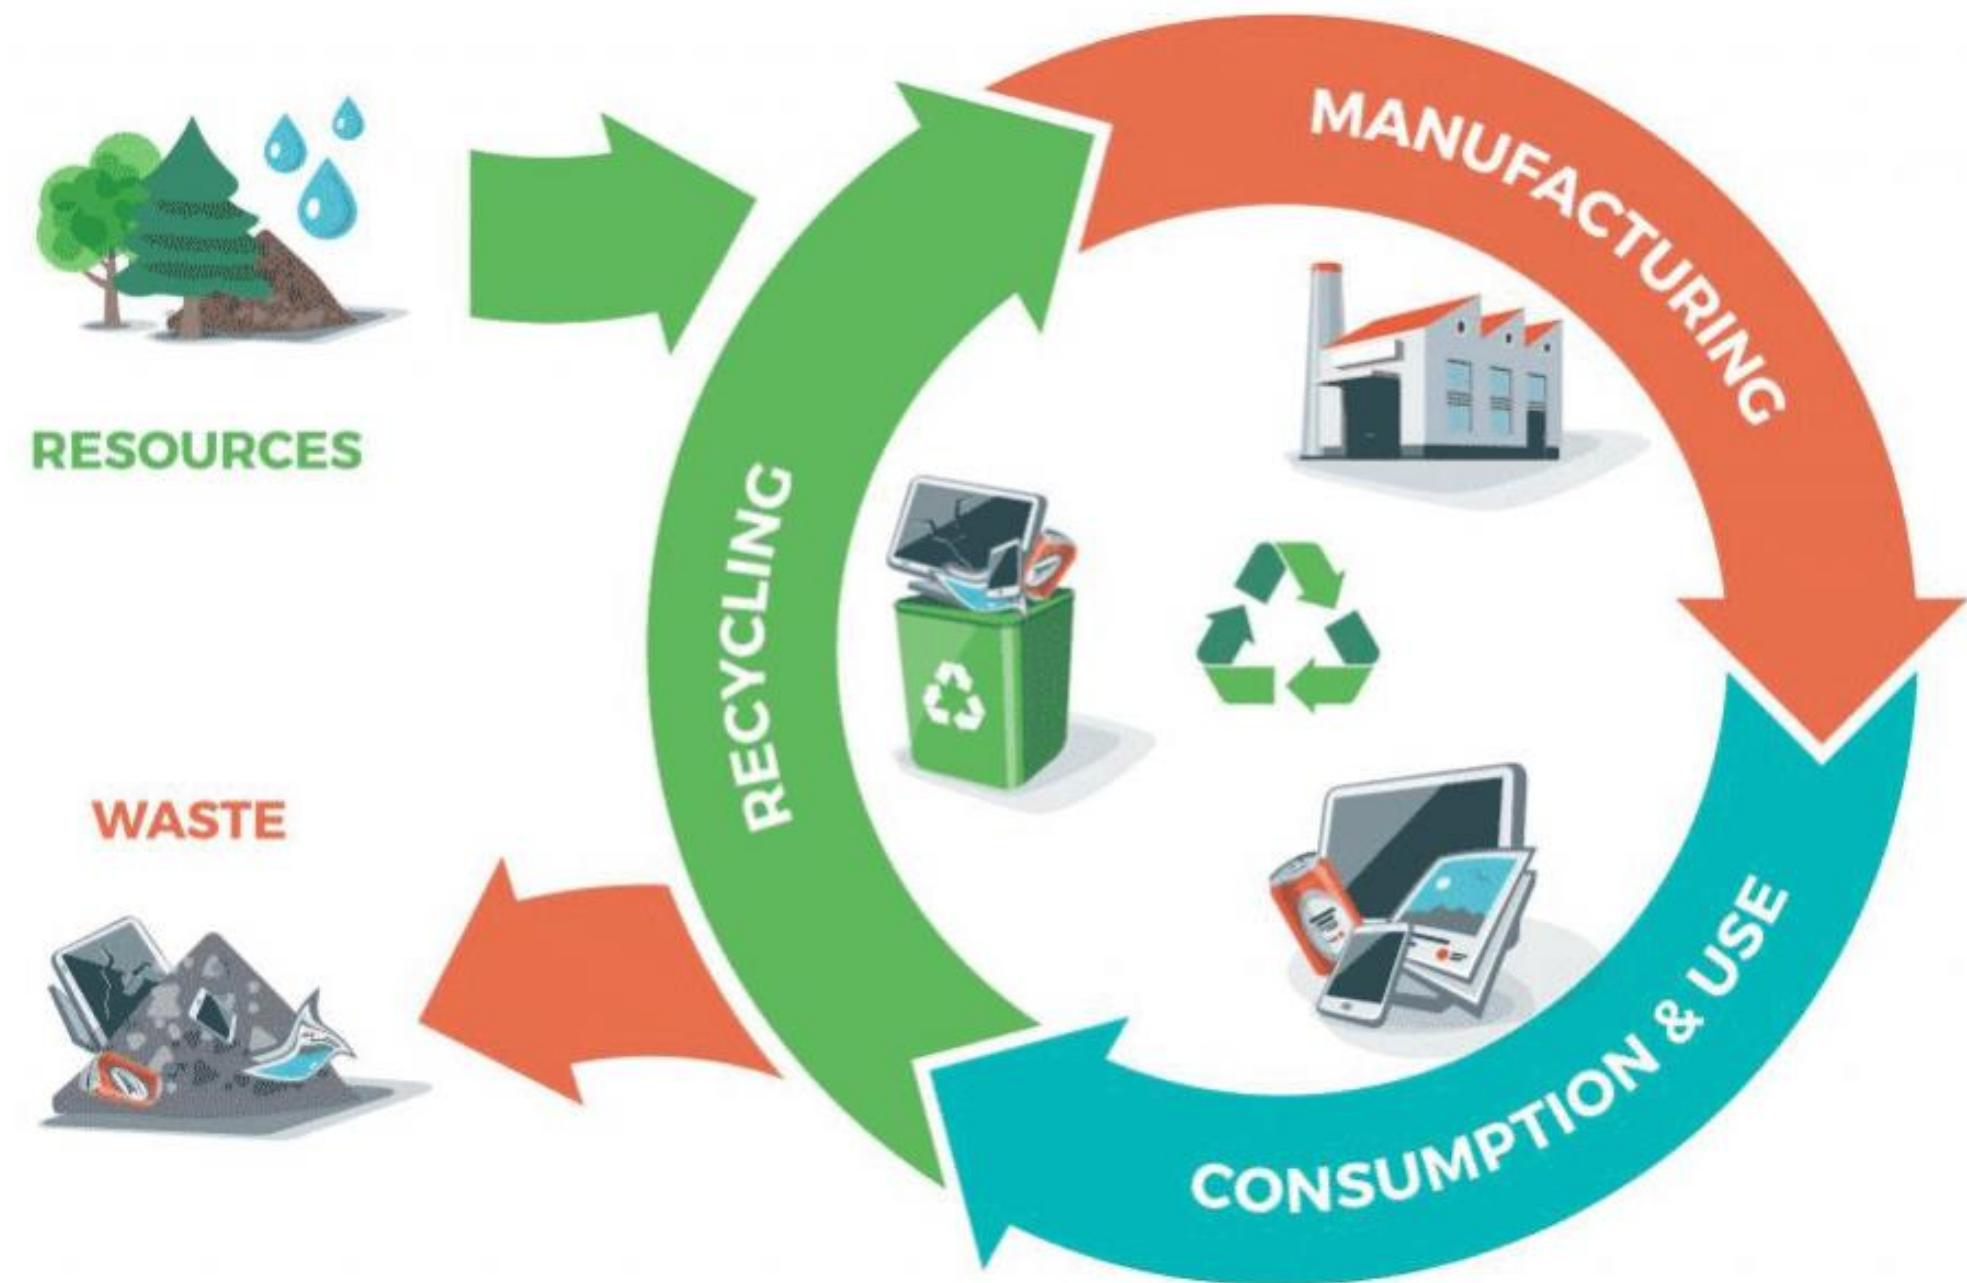 MANUFACTURING
RESOURCES
RECYCLING
WASTE
CONSUMPTION & USE